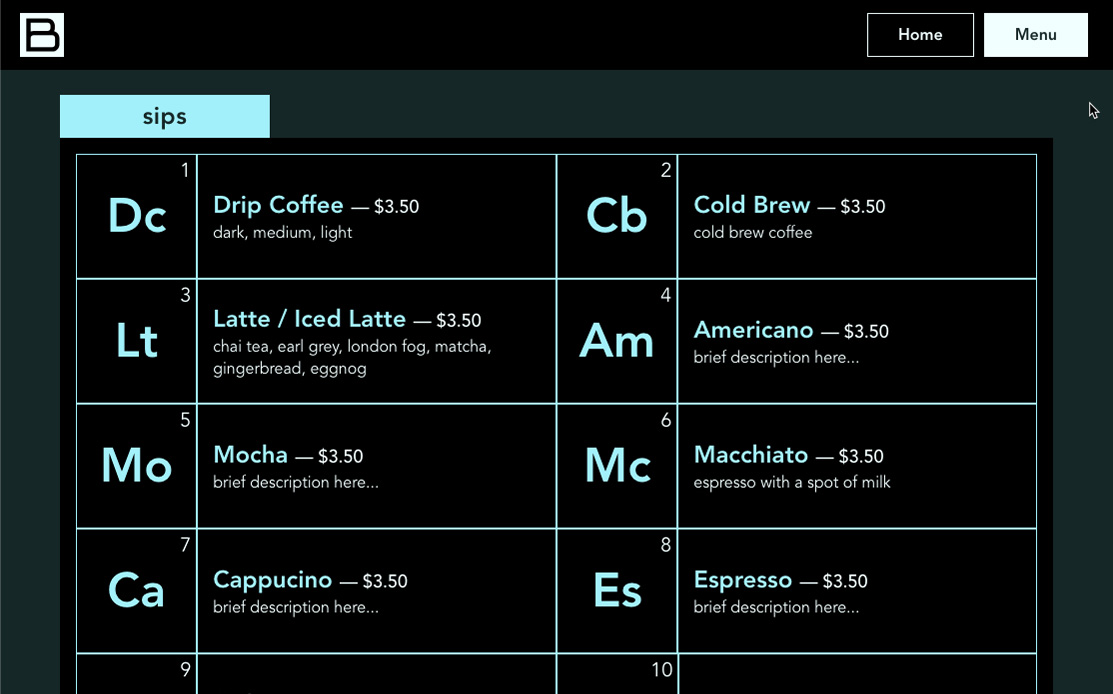 B
Home
Menu
sips
1
Dc
Drip Coffee — $3.50
dark, medium, light
2
Cb
Cold Brew — $3.50
cold brew coffee
3
Lt
Latte / Iced Latte — $3.50
chai tea, earl grey, london fog, matcha,
gingerbread, eggnog
4
Am
Americano — $3.50
brief description here...
5
Mo
Mocha — $3.50
brief description here...
6
Mc
Macchiato — $3.50
espresso with a spot of milk
7
Ca
Cappucino — $3.50
brief description here...
8
Es
Espresso — $3.50
brief description here...
9
10